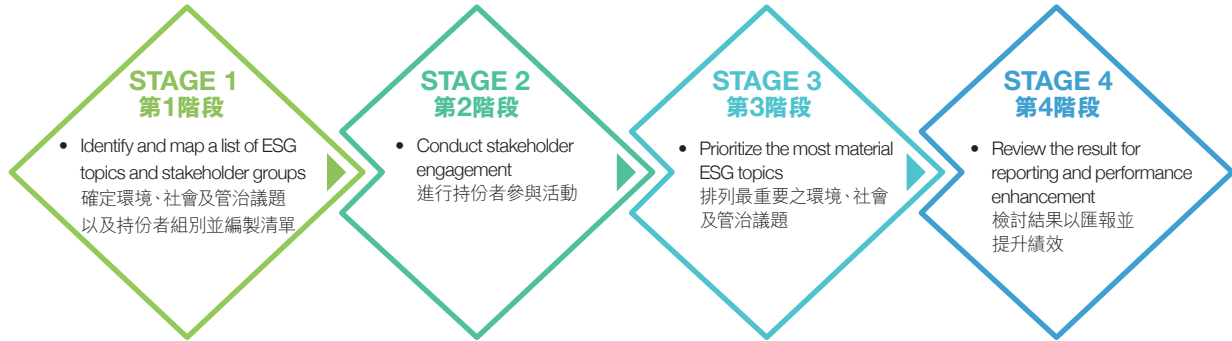 STAGE 1
第1階段
• Identify and map a list of ESG
topics and stakeholder groups
確定環境、社會及管治議題
以及持份者組別並編製清單
STAGE 2
第2階段
• Conduct stakeholder
engagement
進行持份者參與活動
STAGE 3
第3階段
• Prioritize the most material
ESG topics
排列最重要之環境、社會
及管治議題
STAGE 4
第4階段
• Review the result for
reporting and performance
enhancement
檢討結果以匯報並
提升績效